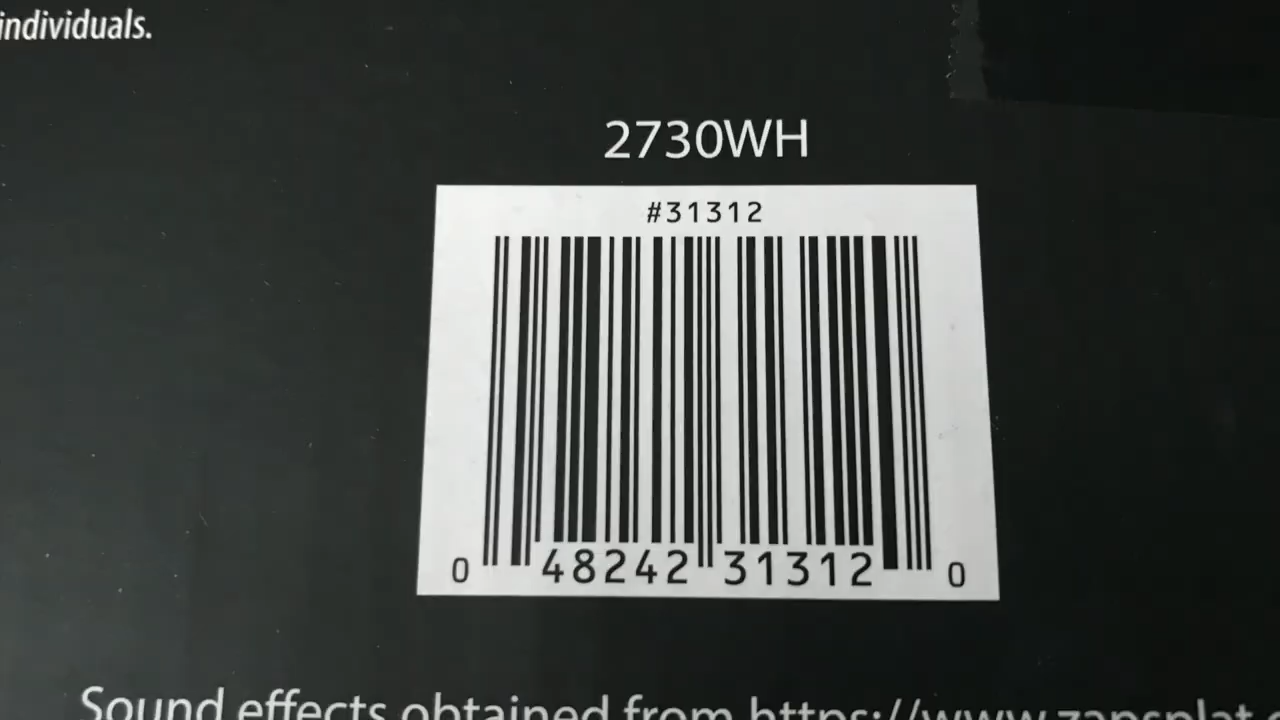 individuals.
2730WH
#31312
0 48242 31312 0
Sound effects obtained from https://www.zapsplat.c